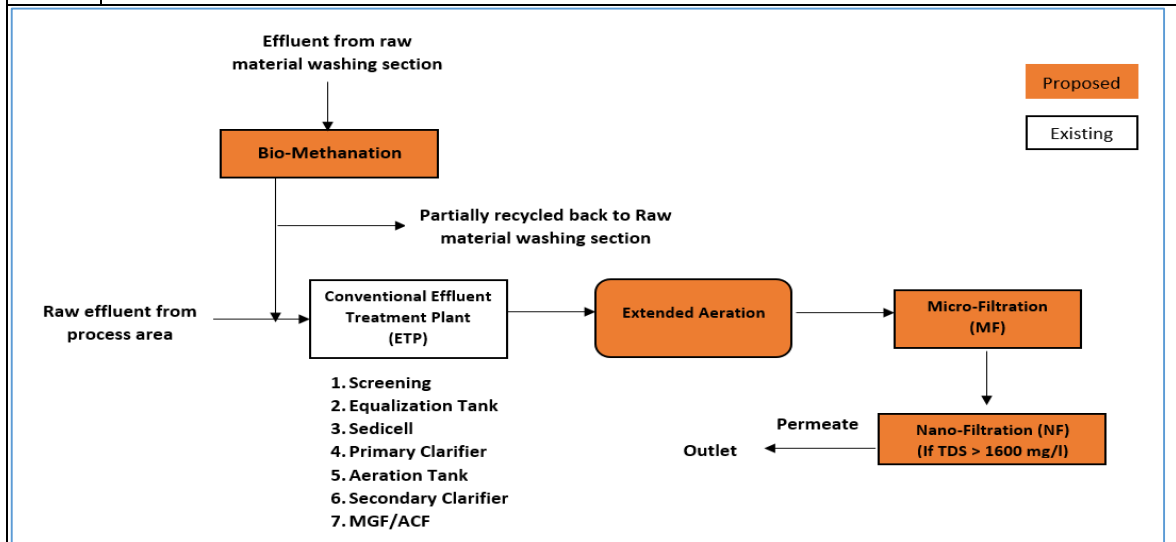 Effluent from raw
material washing section
Proposed
Existing
Bio-Methanation
Partially recycled back to Raw
material washing section
Raw effluent from
process area
Conventional Effluent
Treatment Plant
(ETP)
Extended Aeration
Micro-Filtration
(MF)
1. Screening
2. Equalization Tank
3. Sedicell
4. Primary Clarifier
5. Aeration Tank
6. Secondary Clarifier
7. MGF/ACF
Nano-Filtration (NF)
(If TDS > 1600 mg/l)
Permeate
Outlet